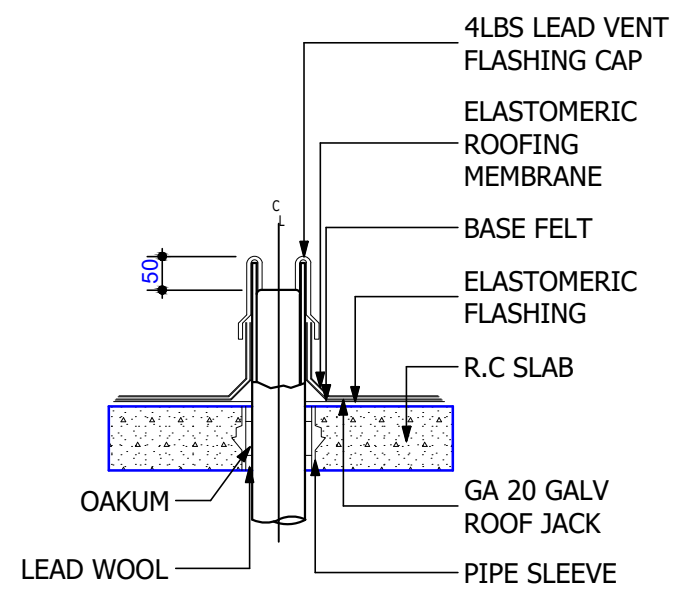 4LBS LEAD VENT
FLASHING CAP
ELASTOMERIC
ROOFING
MEMBRANE
C
L
BASE FELT
50
ELASTOMERIC
FLASHING
R.C SLAB
OAKUM
GA 20 GALV
ROOF JACK
LEAD WOOL
PIPE SLEEVE